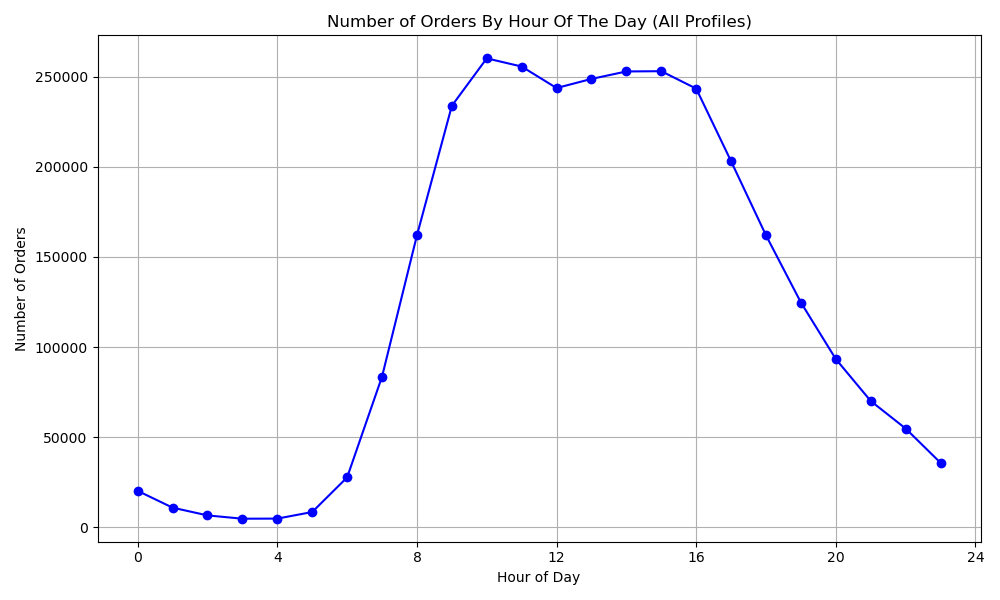 Number of Orders By Hour Of The Day (All Profiles)
Number of Orders
250000
200000
150000
100000
50000
0
0 4 8 12 16 20 24
Hour of Day